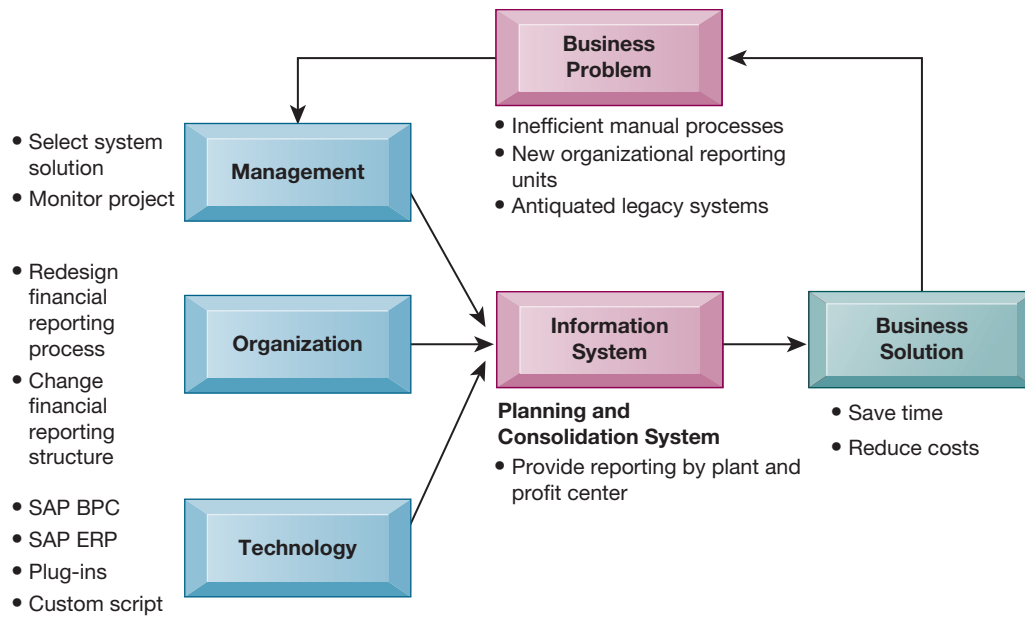 Business
Problem
• Inefficient manual processes
• New organizational reporting
units
• Antiquated legacy systems
• Select system
solution
• Monitor project
Management
• Redesign
financial
reporting
process
• Change
financial
reporting
structure
Organization
Information
System
Planning and
Consolidation System
• Provide reporting by plant and
profit center
Business
Solution
• Save time
• Reduce costs
• SAP BPC
• SAP ERP
• Plug-ins
• Custom script
Technology